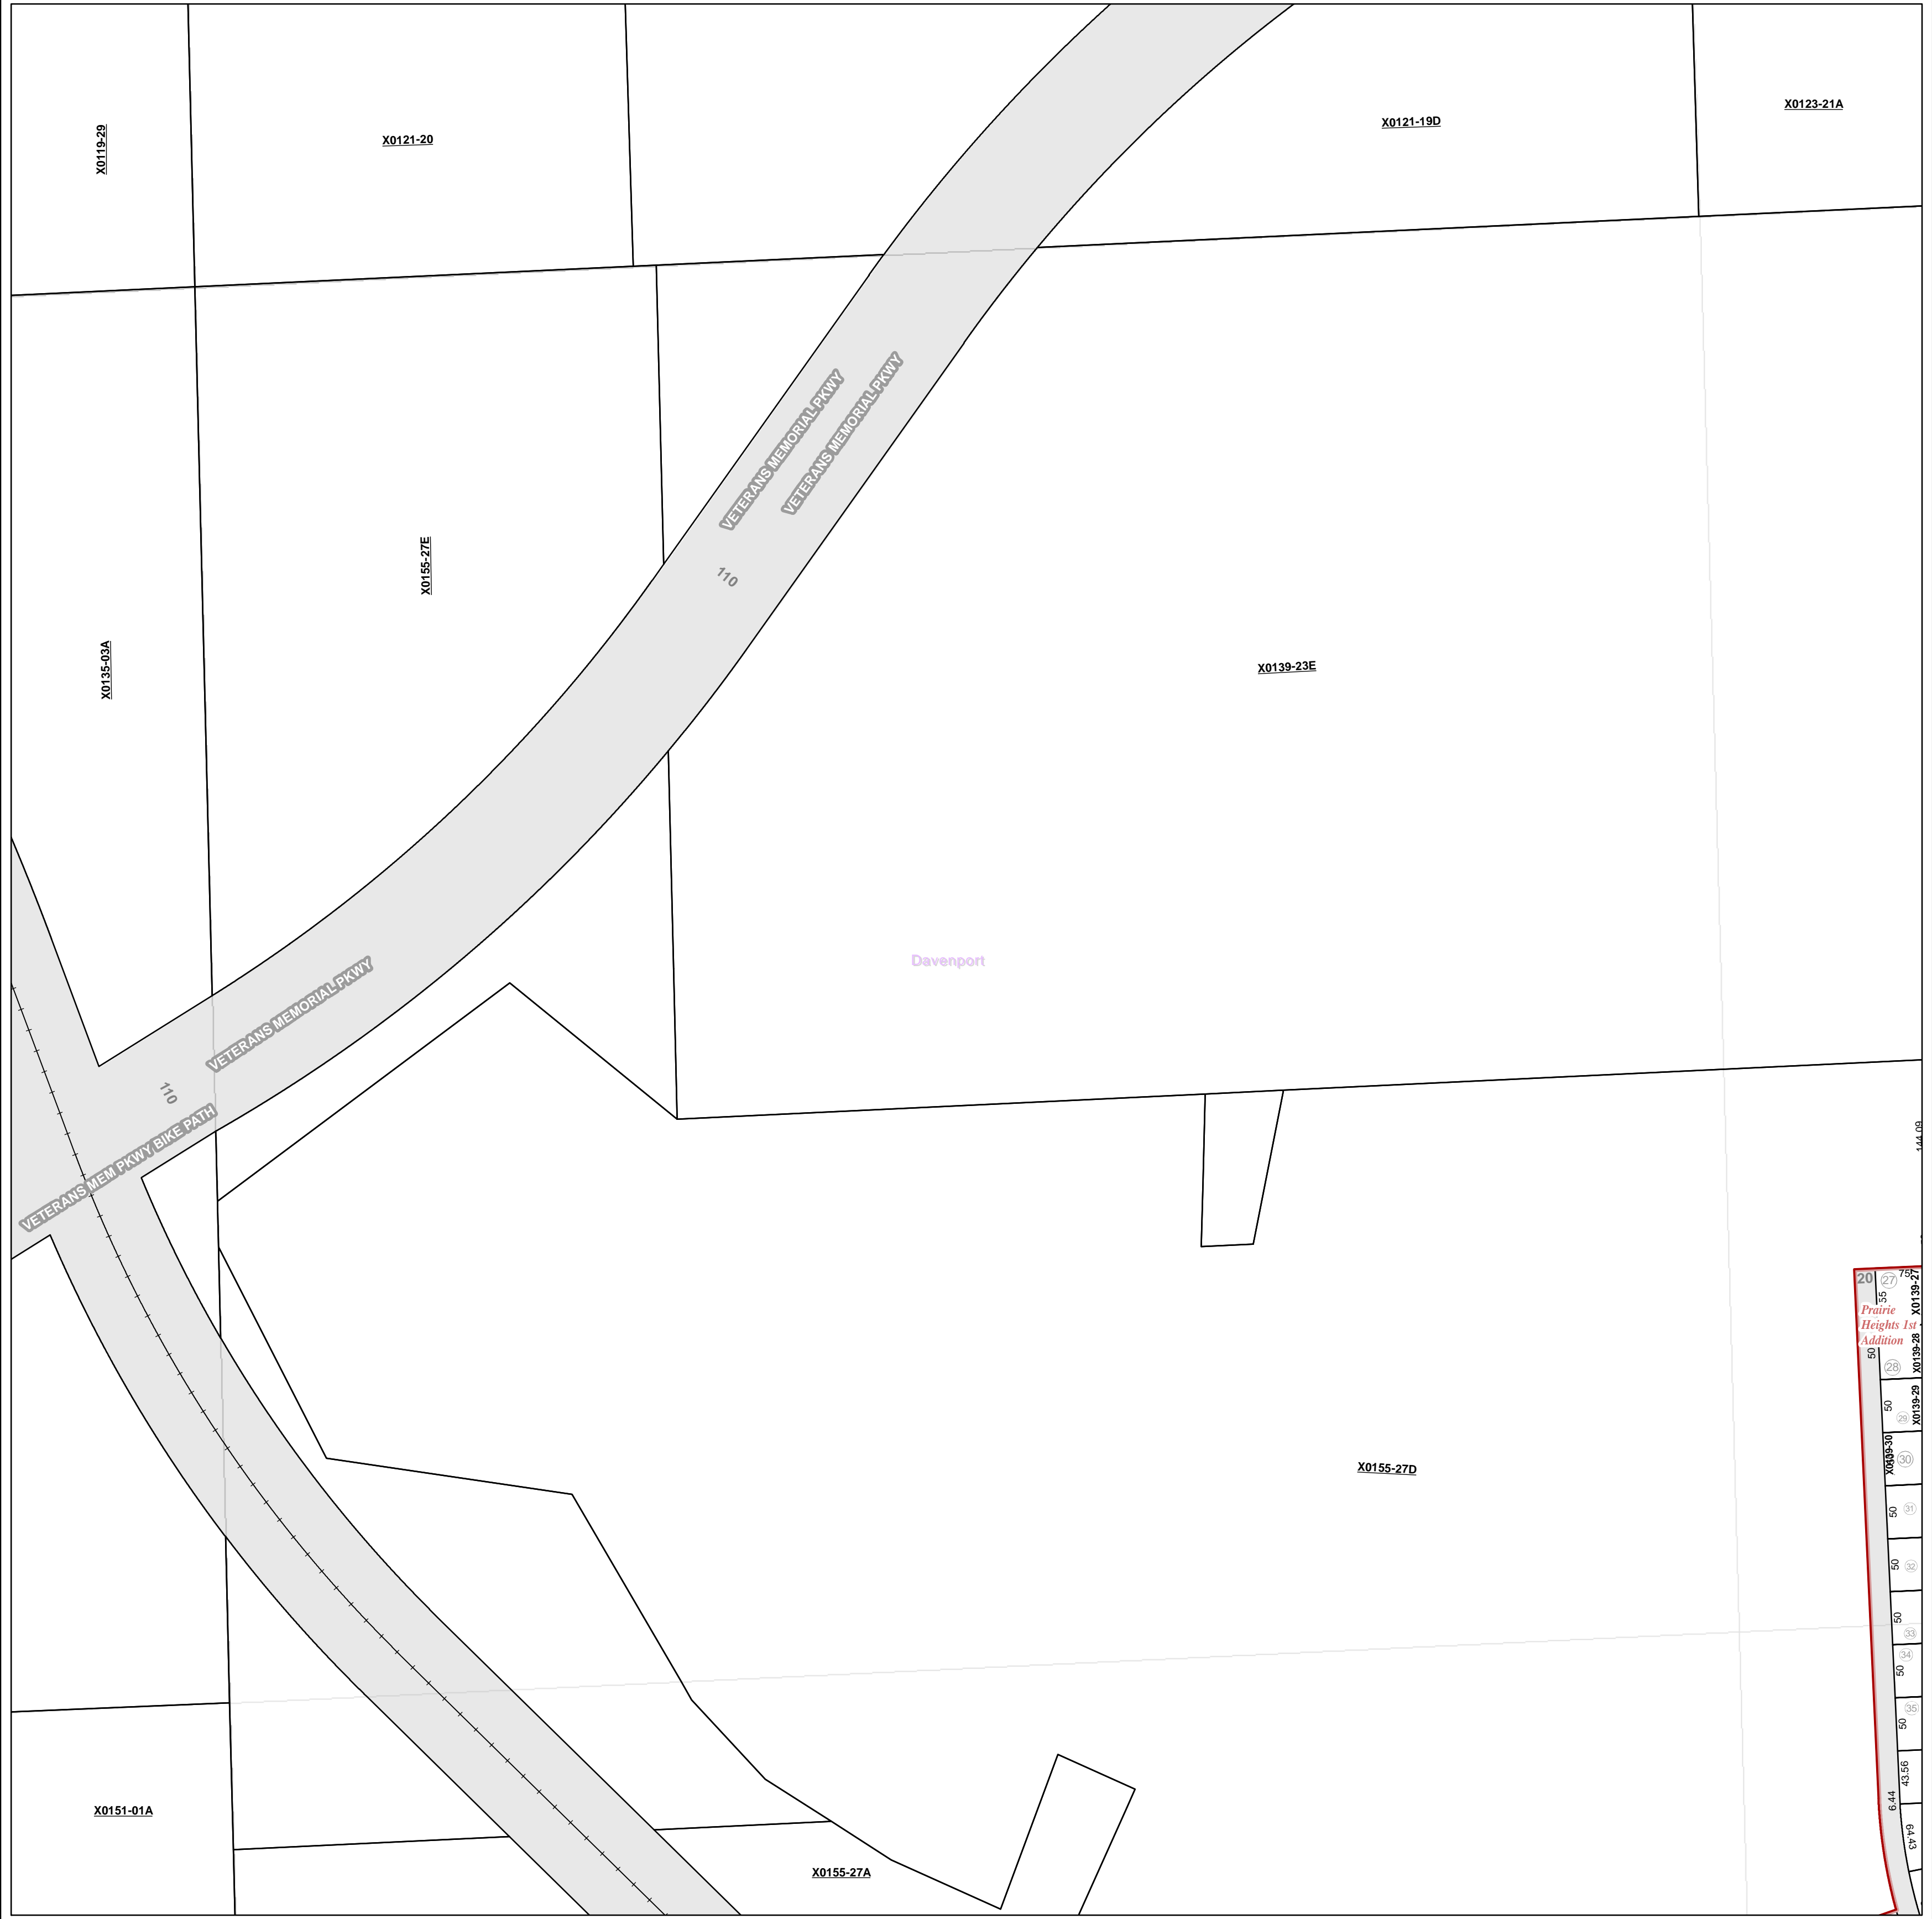 X0119-29
X0121-20
X0121-19D
X0123-21A
VETERANS MEMORIAL PKWY
VETERANS MEMORIAL PKWY
110
X0155-27E
X0135-03A
X0139-23E
Davenport
VETERANS MEMORIAL PKWY
110
VETERANS MEM PKWY BIKE PATH
144.09
20
27
75
55
X0139-27
Prairie
Heights 1st
Addition
50
28
X0139-28
50
29
X0139-29
X0139-30
30
50
31
50
32
50
33
34
50
35
50
43.56
6.44
64.43
X0155-27D
X0151-01A
X0155-27A